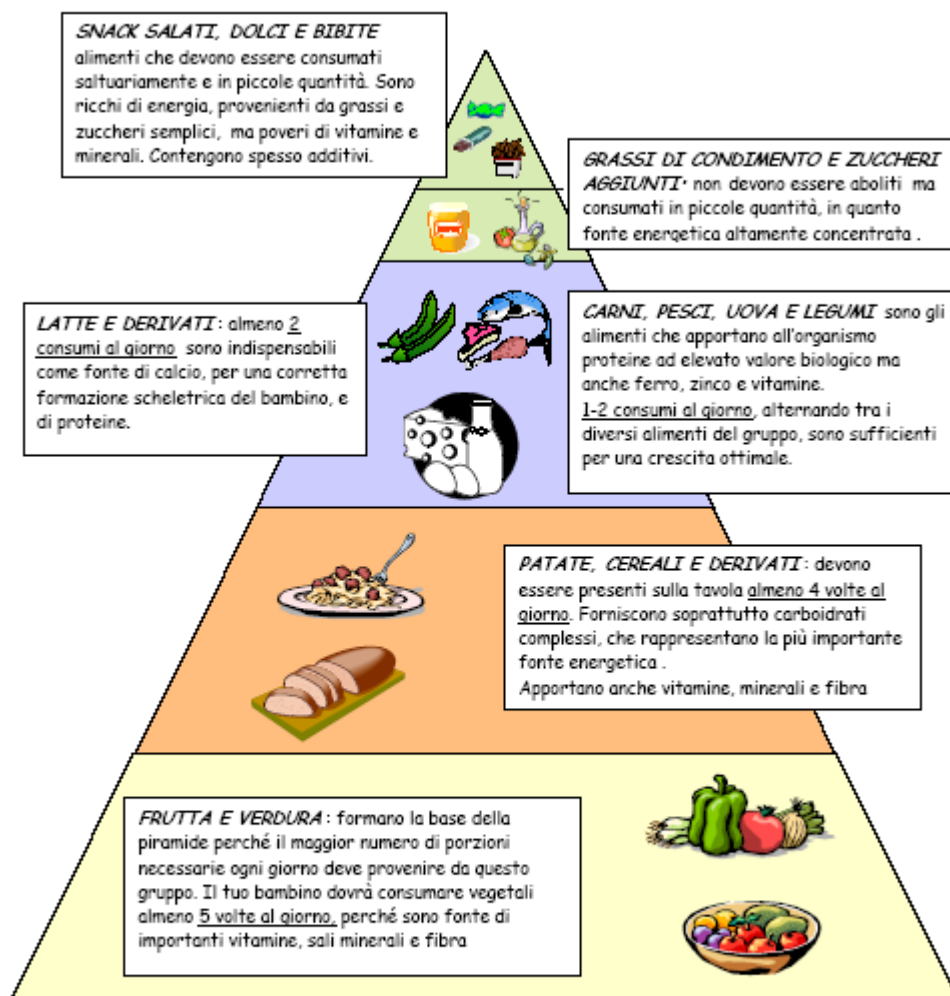 SNACK SALATI, DOLCI E BIBITE
alimenti che devono essere consumati
saltuariamente e in piccole quantità. Sono
ricchi di energia, provenienti da grassi e
zuccheri semplici, ma poveri di vitamine e
minerali. Contengono spesso additivi.
GRASSI DI CONDIMENTO E ZUCCHERI
AGGIUNTI· non devono essere aboliti ma
consumati in piccole quantità, in quanto
fonte energetica altamente concentrata .
LATTE E DERIVATI: almeno 2
consumi al giorno sono indispensabili
come fonte di calcio, per una corretta
formazione scheletrica del bambino, e
di proteine.
CARNI, PESCI, UOVA E LEGUMI sono gli
alimenti che apportano all'organismo
proteine ad elevato valore biologico ma
anche ferro, zinco e vitamine.
1-2 consumi al giorno, alternando tra i
diversi alimenti del gruppo, sono sufficienti
per una crescita ottimale.
PATATE, CEREALI E DERIVATI: devono
essere presenti sulla tavola almeno 4 volte al
giorno. Forniscono soprattutto carboidrati
complessi, che rappresentano la più importante
fonte energetica .
Apportano anche vitamine, minerali e fibra
FRUTTA E VERDURA: formano la base della
piramide perché il maggior numero di porzioni
necessarie ogni giorno deve provenire da questo
gruppo. Il tuo bambino dovrà consumare vegetali
almeno 5 volte al giorno, perché sono fonte di
importanti vitamine, sali minerali e fibra